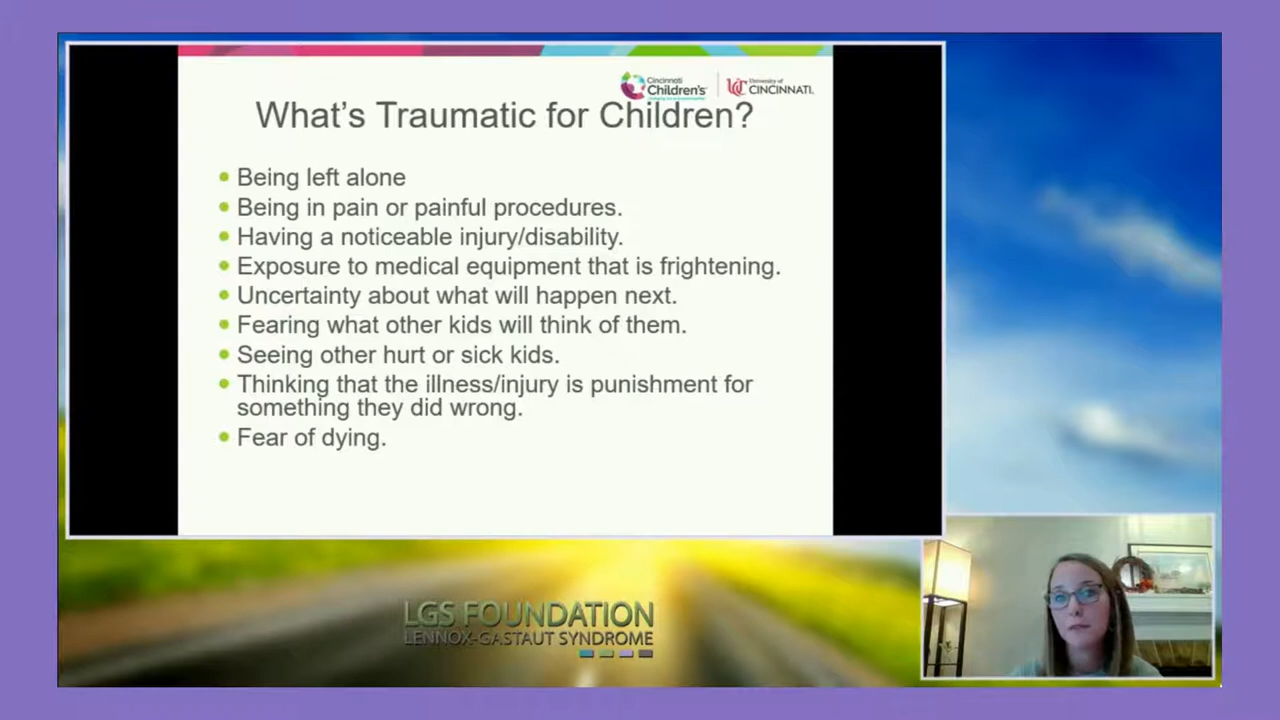 Cincinnati
Children's
University of
CINCINNATI.
What's Traumatic for Children?
Being left alone
Being in pain or painful procedures.
Having a noticeable injury/disability.
Exposure to medical equipment that is frightening.
Uncertainty about what will happen next.
Fearing what other kids will think of them.
Seeing other hurt or sick kids.
Thinking that the illness/injury is punishment for
something they did wrong.
Fear of dying.
LGS FOUNDATION
LENNOX-GASTAUT SYNDROME